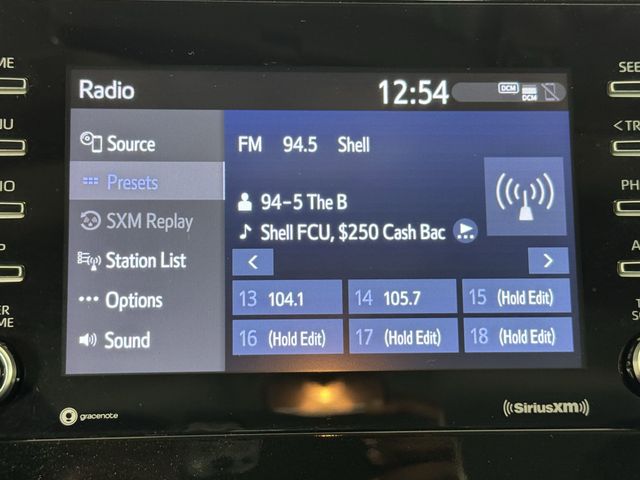 Radio
12:54
DCM
DCM
Source
Presets
SXM Replay
Station List
Options
Sound
FM 94.5 Shell
94-5 The B
Shell FCU, $250 Cash Bac
< >
13 104.1
14 105.7
15 (Hold Edit)
16 (Hold Edit)
17 (Hold Edit)
18 (Hold Edit)
gracenote
SiriusXM